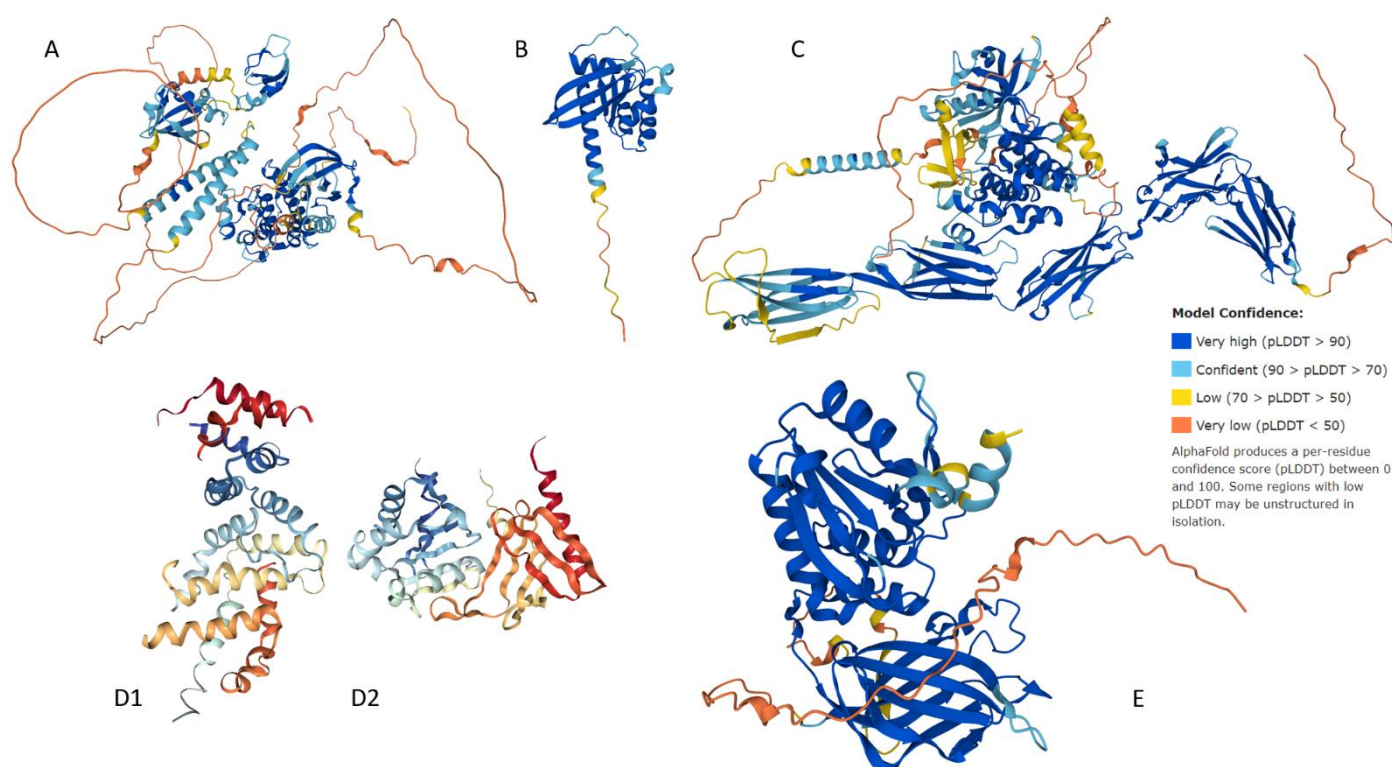 A
B
C
Model Confidence:
Very high (pLDDT > 90)
Confident (90 > pLDDT > 70)
Low (70 > pLDDT > 50)
Very low (pLDDT < 50)
AlphaFold produces a per-residue
confidence score (pLDDT) between 0
and 100. Some regions with low
pLDDT may be unstructured in
isolation.
D1
D2
E